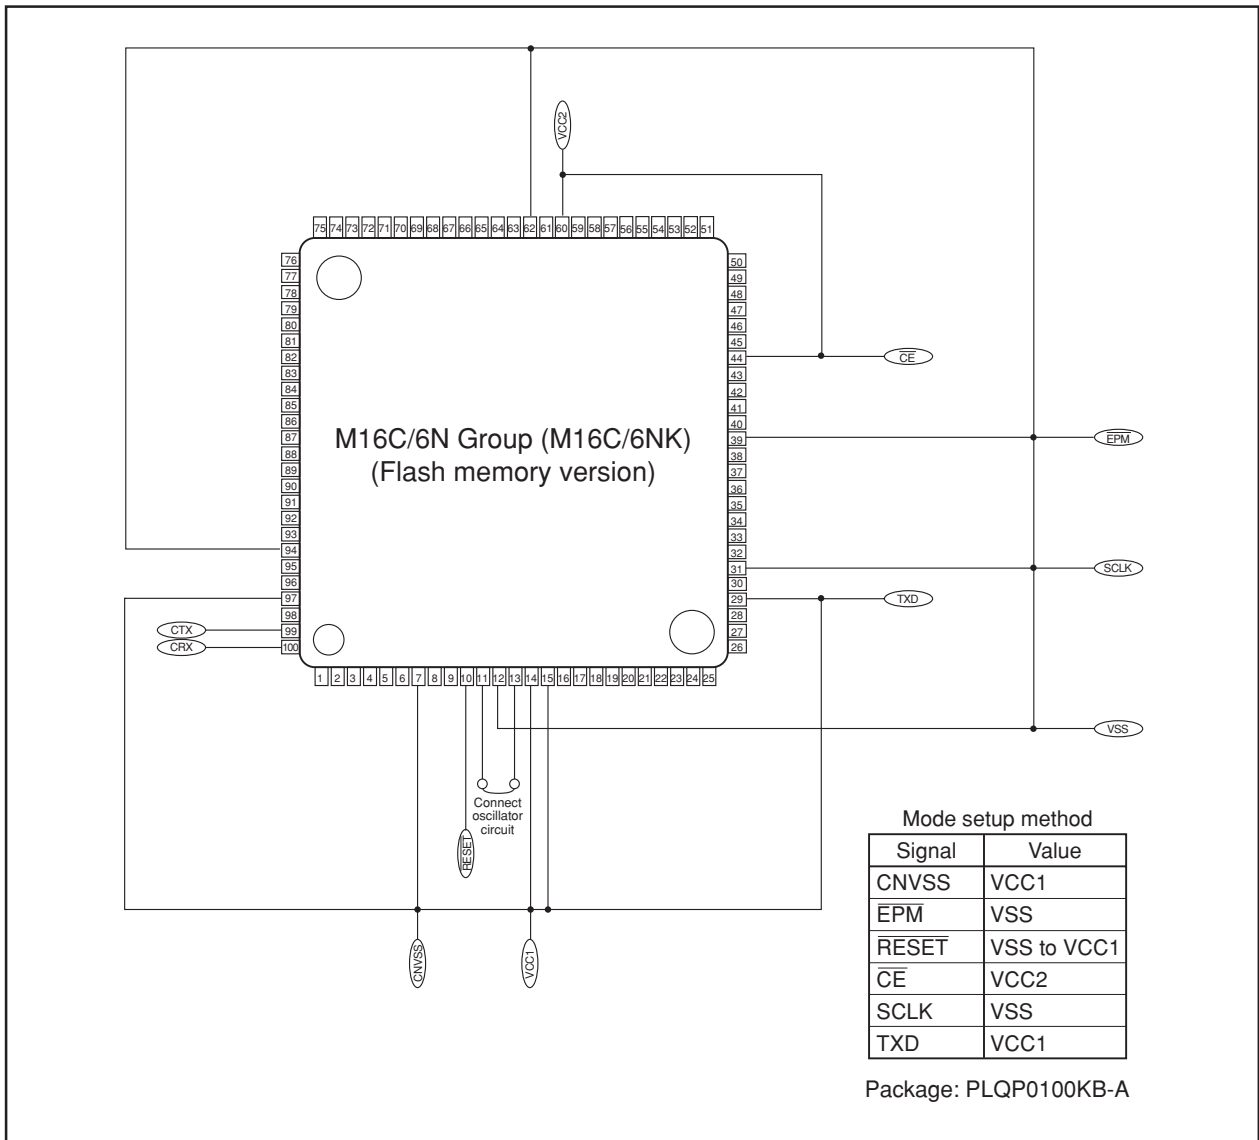 VCC2
75 74 73 72 71 70 69 68 67 66 65 64 63 62 61 60 59 58 57 56 55 54 53 52 51
76
77
78
79
80
81
82
83
84
85
86
87
88
89
90
91
92
93
94
95
96
97
98
99
100
50
49
48
47
46
45
44
43
42
41
40
39
38
37
36
35
34
33
32
31
30
29
28
27
26
M16C/6N Group (M16C/6NK)
(Flash memory version)
CE
EPM
SCLK
TXD
CTX
CRX
1 2 3 4 5 6 7 8 9 10 11 12 13 14 15 16 17 18 19 20 21 22 23 24 25
VSS
Connect
oscillator
circuit
RESET
CNVSS
VCC1
Mode setup method
Signal Value
CNVSS VCC1
EPM VSS
RESET VSS to VCC1
CE VCC2
SCLK VSS
TXD VCC1
Package: PLQP0100KB-A